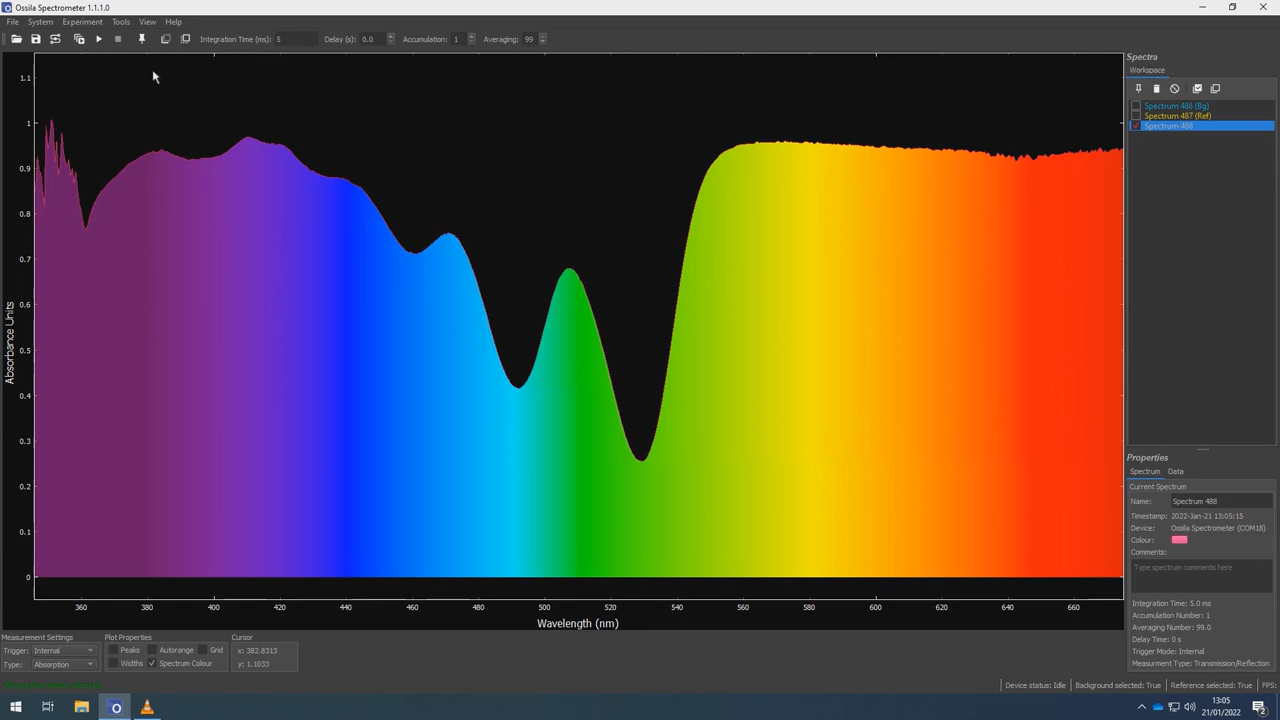 Ossila Spectrometer 1.1.1.0
File System Experiment Tools View Help
Integration Time (ms): 5 Delay (s): 0.0 Accumulation: 1 Averaging: 99
Spectra
Workspace
Spectrum 486 (Bg)
Spectrum 487 (Ref)
Spectrum 488
1.1
1
0.9
0.8
0.7
0.6
0.5
0.4
0.3
0.2
0.1
0
Absorbance Units
360 380 400 420 440 460 480 500 520 540 560 580 600 620 640 660
Wavelength (nm)
Properties
Spectrum Data
Current Spectrum
Name: Spectrum 488
Timestamp: 2022-Jan-21 13:05:15
Device: Ossila Spectrometer (COM18)
Colour:
Comments:
Type spectrum comments here
Integration Time: 5.0 ms
Accumulation Number: 1
Averaging Number: 99.0
Delay Time: 0 s
Trigger Mode: Internal
Measurment Type: Transmission/Reflection
Measurement Settings Plot Properties Cursor
Trigger: Internal Peaks Autorange Grid x: 382.8313
Type: Absorption Widths Spectrum Colour y: 1.1033
Device status: Idle Background selected: True Reference selected: True FPS:
13:05
21/01/2022
2